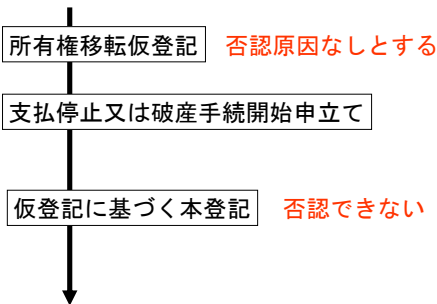 所有権移転仮登記 否認原因なしとする
支払停止又は破産手続開始申立て
仮登記に基づく本登記 否認できない